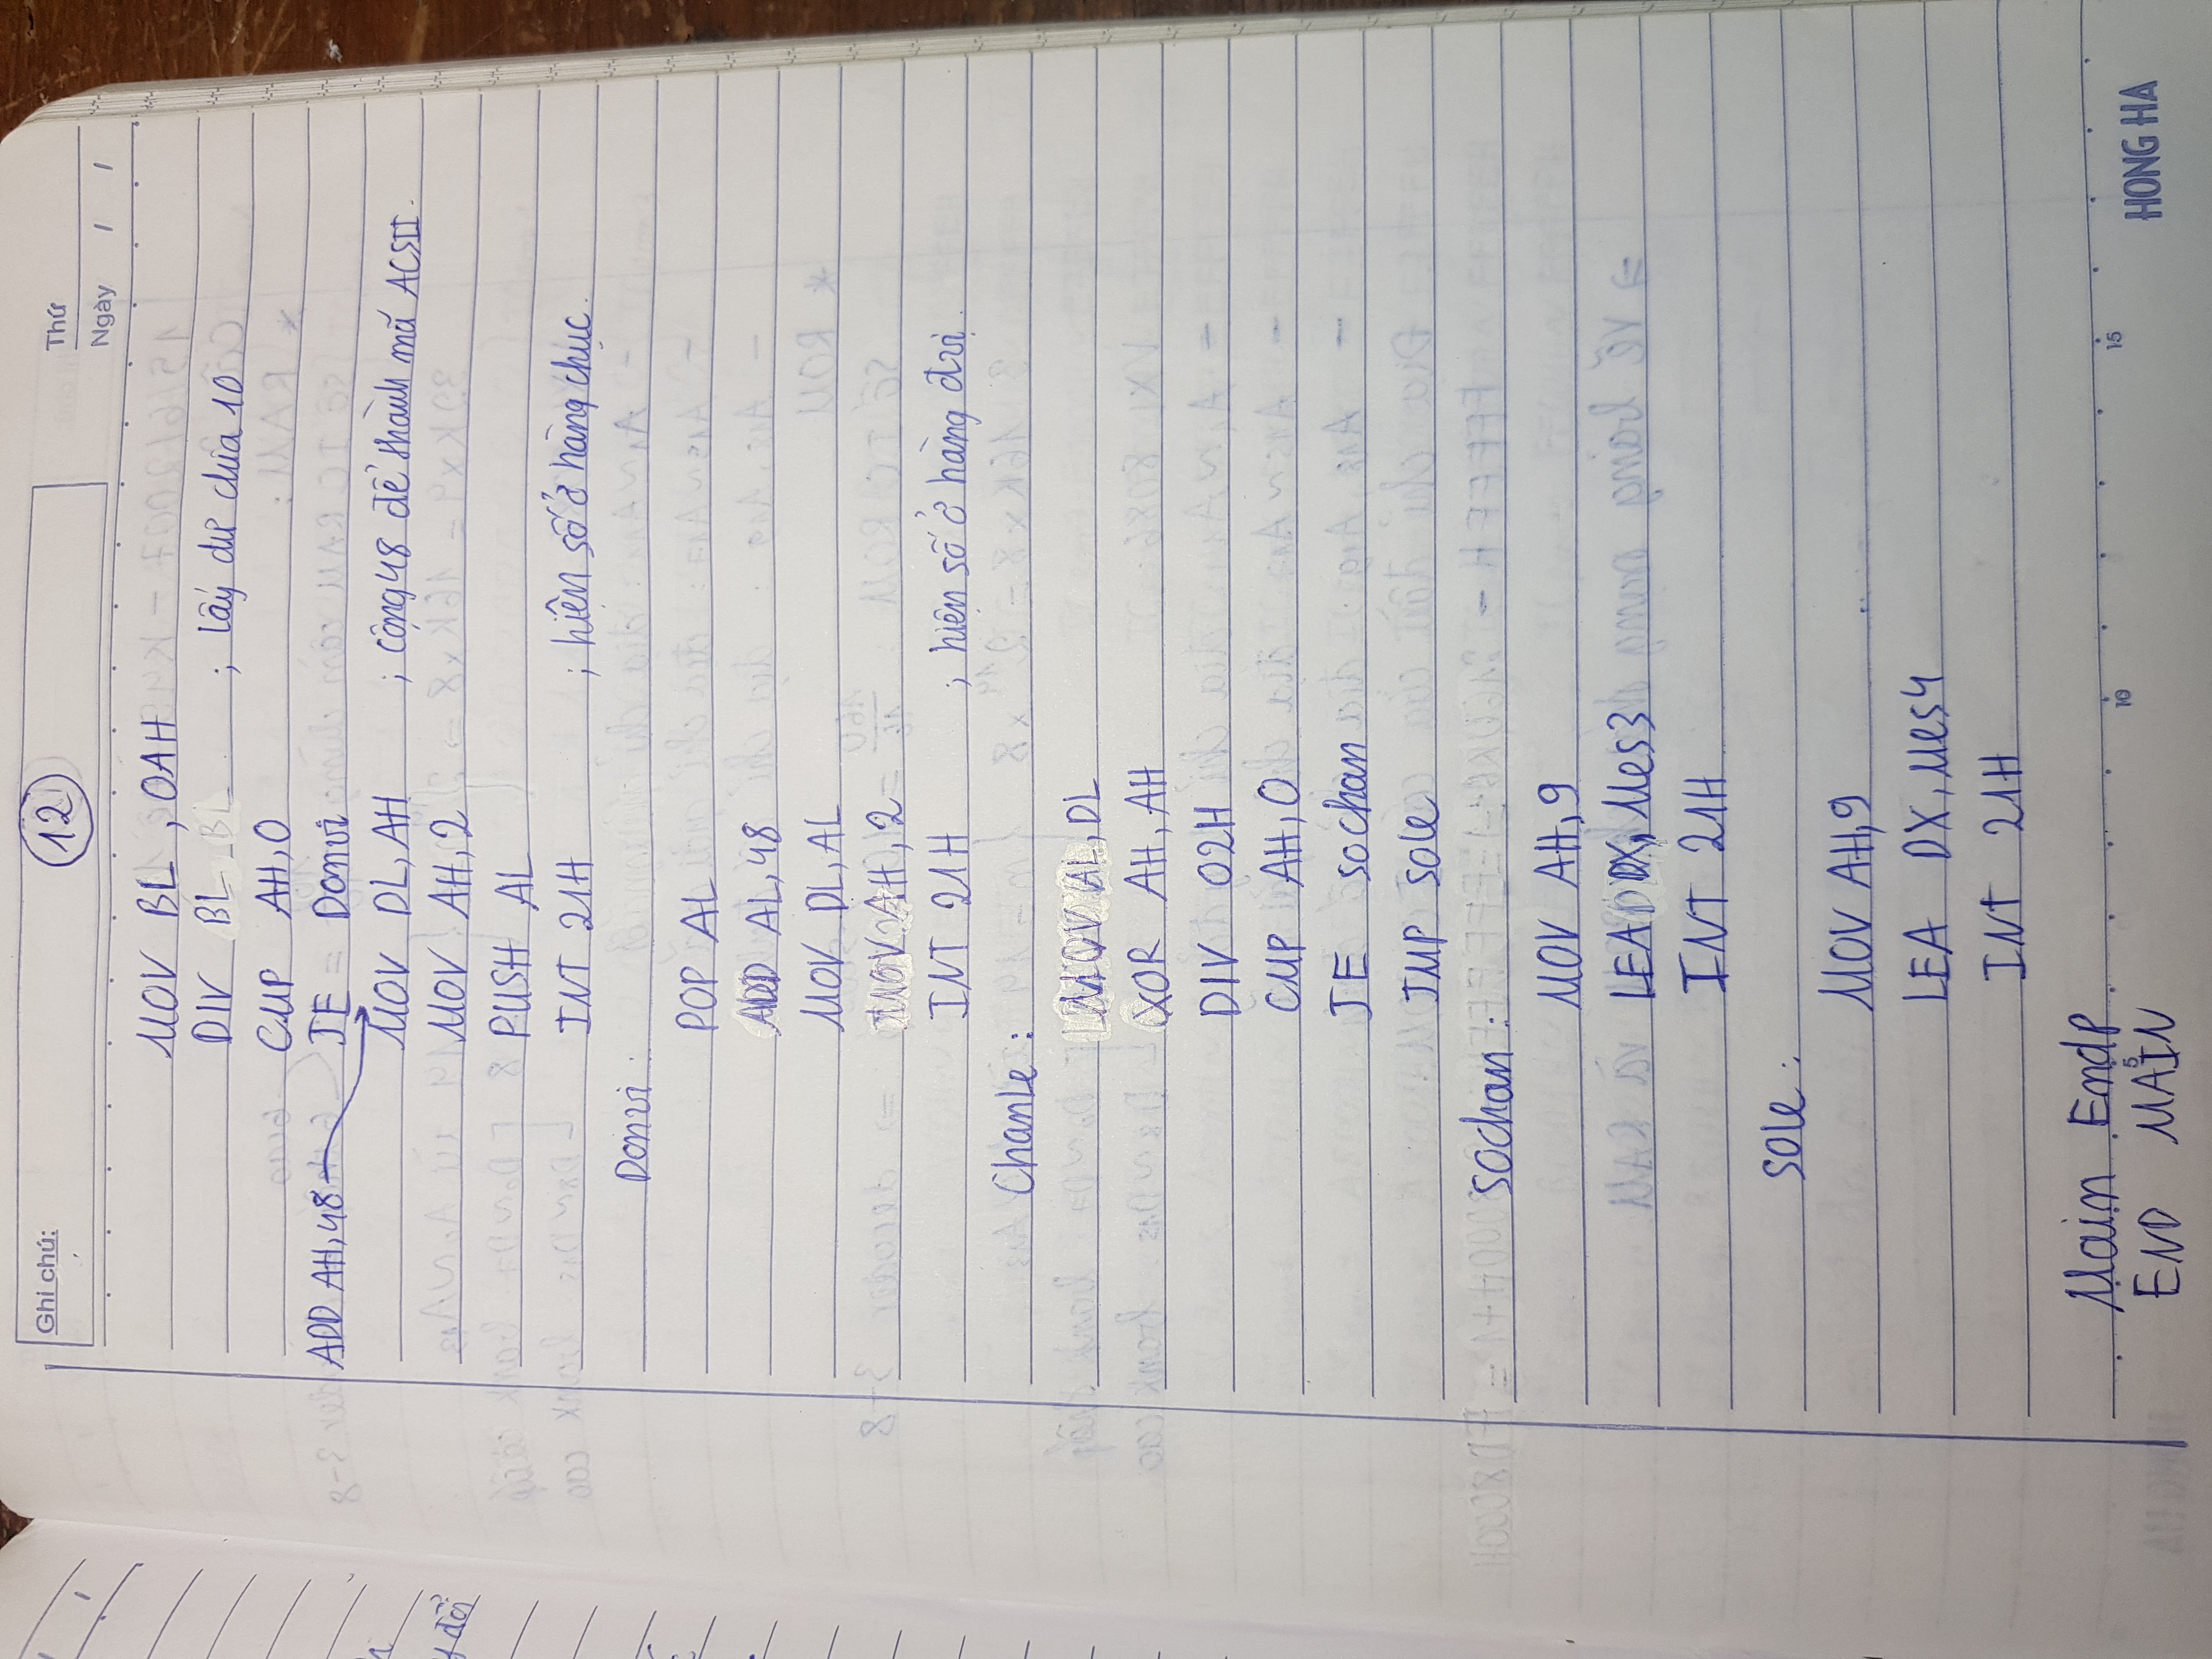 Ghi chú:
12
Thứ
Ngày / /
MOV BL, 0AH
DIV BL ; lấy dư chia 10
CMP AH, 0
JE Donvi
ADD AH, 48
MOV DL, AH ; cộng 48 để thành mã ACSII.
MOV AH, 2
PUSH AL
INT 21H ; hiện số ở hàng chục.
Donvi:
POP AL
ADD AL, 48
MOV DL, AL
MOV AH, 2
INT 21H ; hiện số ở hàng đvị.
ChanLe:
MOV AL, DL
XOR AH, AH
DIV 02H
CMP AH, 0
JE sochan
JMP sole
sochan:
MOV AH, 9
LEA DX, Mes3
INT 21H
sole:
MOV AH, 9
LEA DX, Mes4
INT 21H
Main EndP
END MAIN
5 10 15
HONG HA